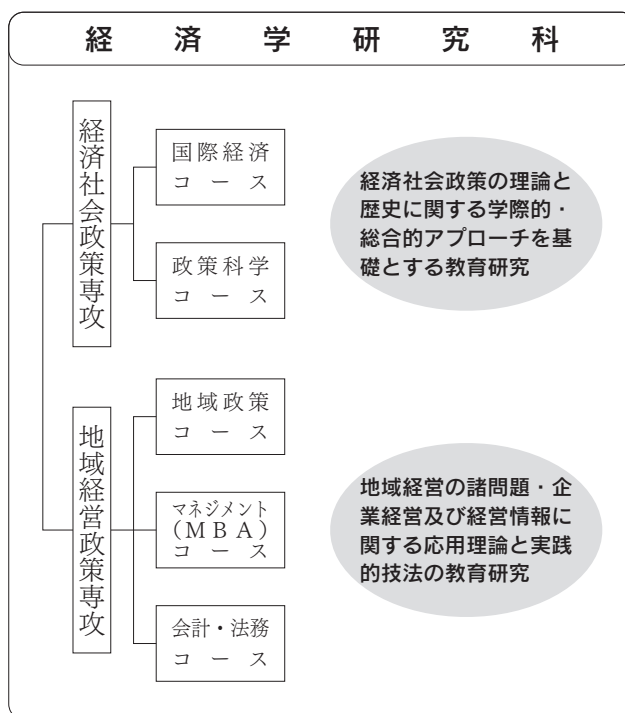 経済学研究科
経済社会政策専攻
国際経済
コース
政策科学
コース
経済社会政策の理論と
歴史に関する学際的・
総合的アプローチを基
礎とする教育研究
地域経営政策専攻
地域政策
コース
マネジメント
(MBA)
コース
会計・法務
コース
地域経営の諸問題・企
業経営及び経営情報に
関する応用理論と実践
的技法の教育研究